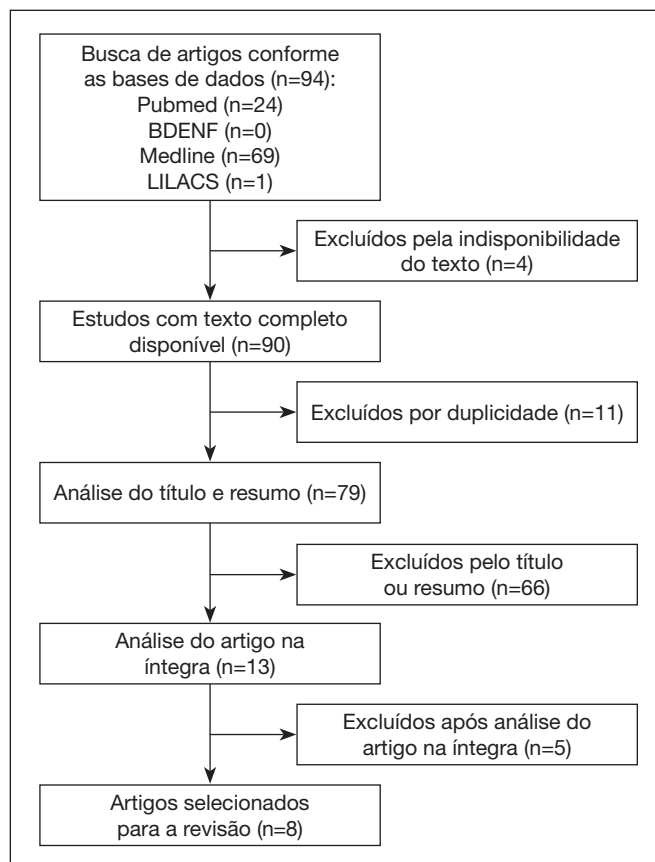 Busca de artigos conforme
as bases de dados (n=94):
Pubmed (n=24)
BDENF (n=0)
Medline (n=69)
LILACS (n=1)
Excluídos pela indisponibilidade
do texto (n=4)
Estudos com texto completo
disponível (n=90)
Excluídos por duplicidade (n=11)
Análise do título e resumo (n=79)
Excluídos pelo título
ou resumo (n=66)
Análise do artigo na
íntegra (n=13)
Excluídos após análise do
artigo na íntegra (n=5)
Artigos selecionados
para a revisão (n=8)